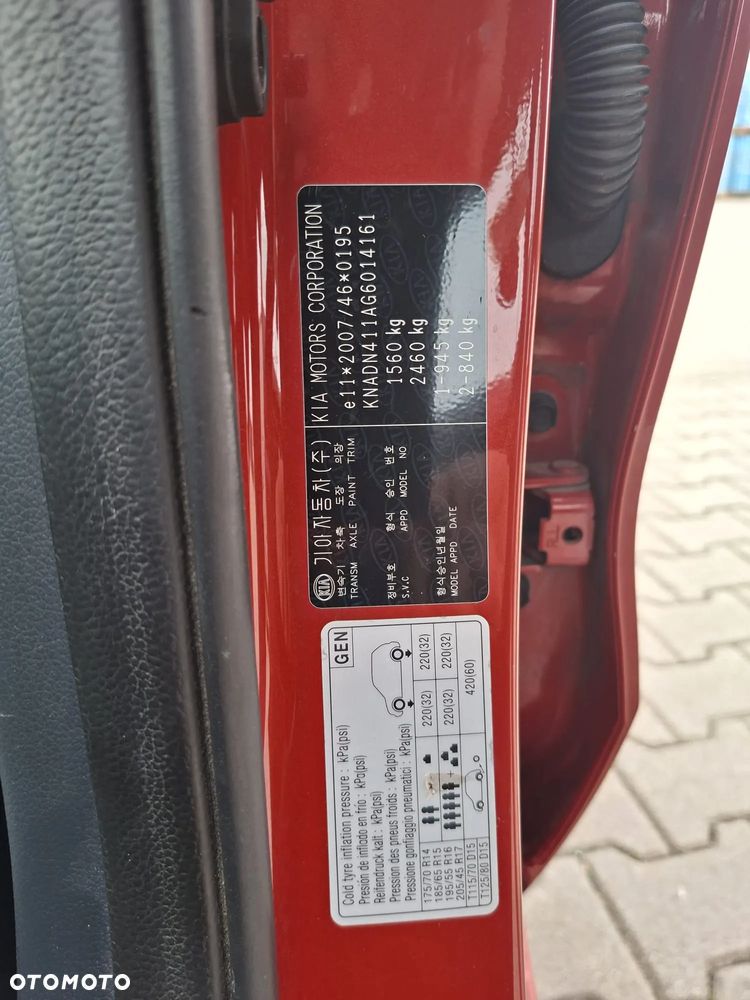 KIA 기아자동차(주) KIA MOTORS CORPORATION
변속기 차축 도장 의장
TRANSM AXLE PAINT TRIM
e11*2007/46*0195
KNADN411AG6014161
정비부호 형식 승인 번호
S.V.C APPD MODEL NO
1560 kg
2460 kg
형식승인년월일
MODEL APPD DATE
1-945 kg
2-840 kg
Cold tyre inflation pressure : kPa(psi)
Presión de inflado en frío : kPa(psi)
Reifendruck kalt : kPa(psi)
Pression des pneus froids : kPa(psi)
Pressione gonfiaggio pneumatici : kPa(psi)
GEN
175/70 R14
185/65 R15
195/55 R16
205/45 R17
220(32) 220(32)
220(32) 220(32)
T115/70 D15
T125/80 D15
420(60)
RL
OTOMOTO